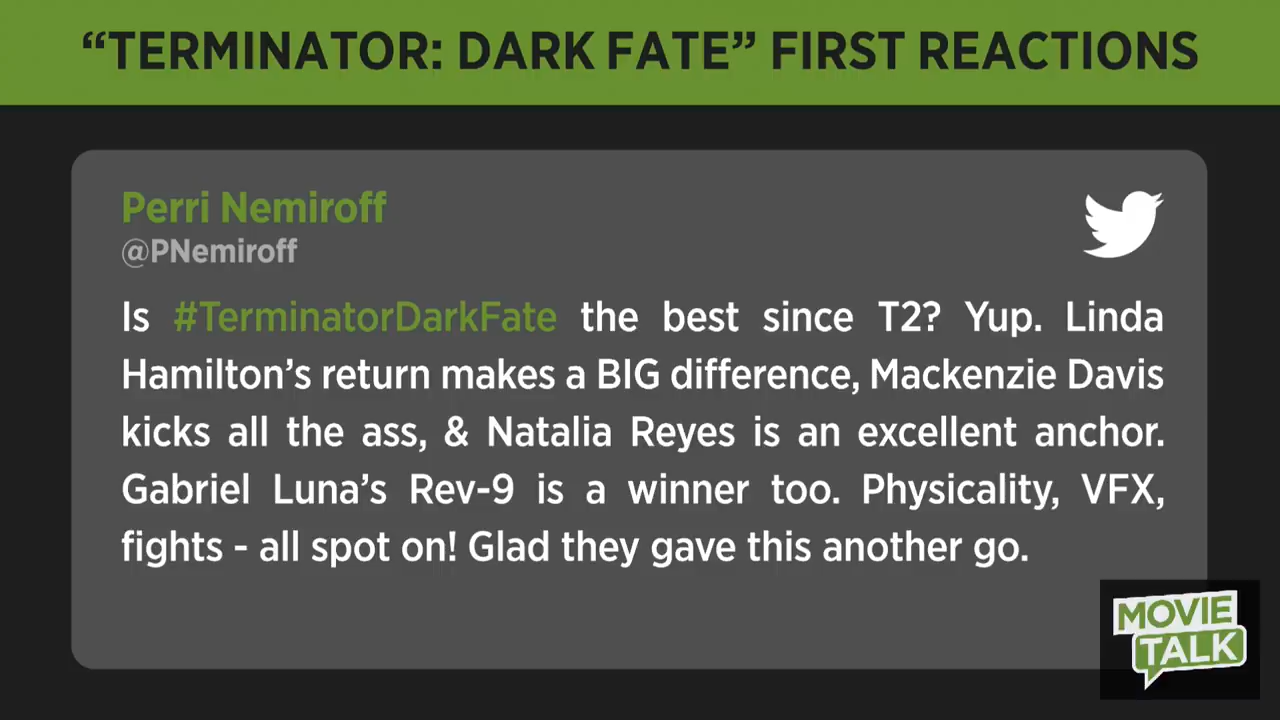 “TERMINATOR: DARK FATE” FIRST REACTIONS
Perri Nemiroff
@PNemiroff
Is #TerminatorDarkFate the best since T2? Yup. Linda
Hamilton’s return makes a BIG difference, Mackenzie Davis
kicks all the ass, & Natalia Reyes is an excellent anchor.
Gabriel Luna’s Rev-9 is a winner too. Physicality, VFX,
fights - all spot on! Glad they gave this another go.
MOVIE
TALK